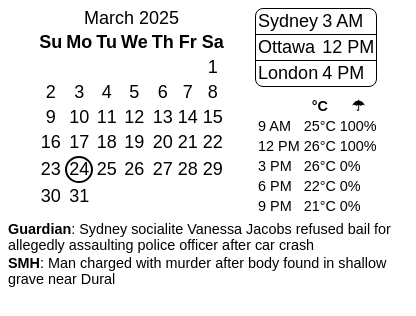 March 2025
Su Mo Tu We Th Fr Sa
1
2 3 4 5 6 7 8
9 10 11 12 13 14 15
16 17 18 19 20 21 22
23 24 25 26 27 28 29
30 31
Sydney 3 AM
Ottawa 12 PM
London 4 PM
°C ☂
9 AM 25°C 100%
12 PM 26°C 100%
3 PM 26°C 0%
6 PM 22°C 0%
9 PM 21°C 0%
Guardian: Sydney socialite Vanessa Jacobs refused bail for
allegedly assaulting police officer after car crash
SMH: Man charged with murder after body found in shallow
grave near Dural